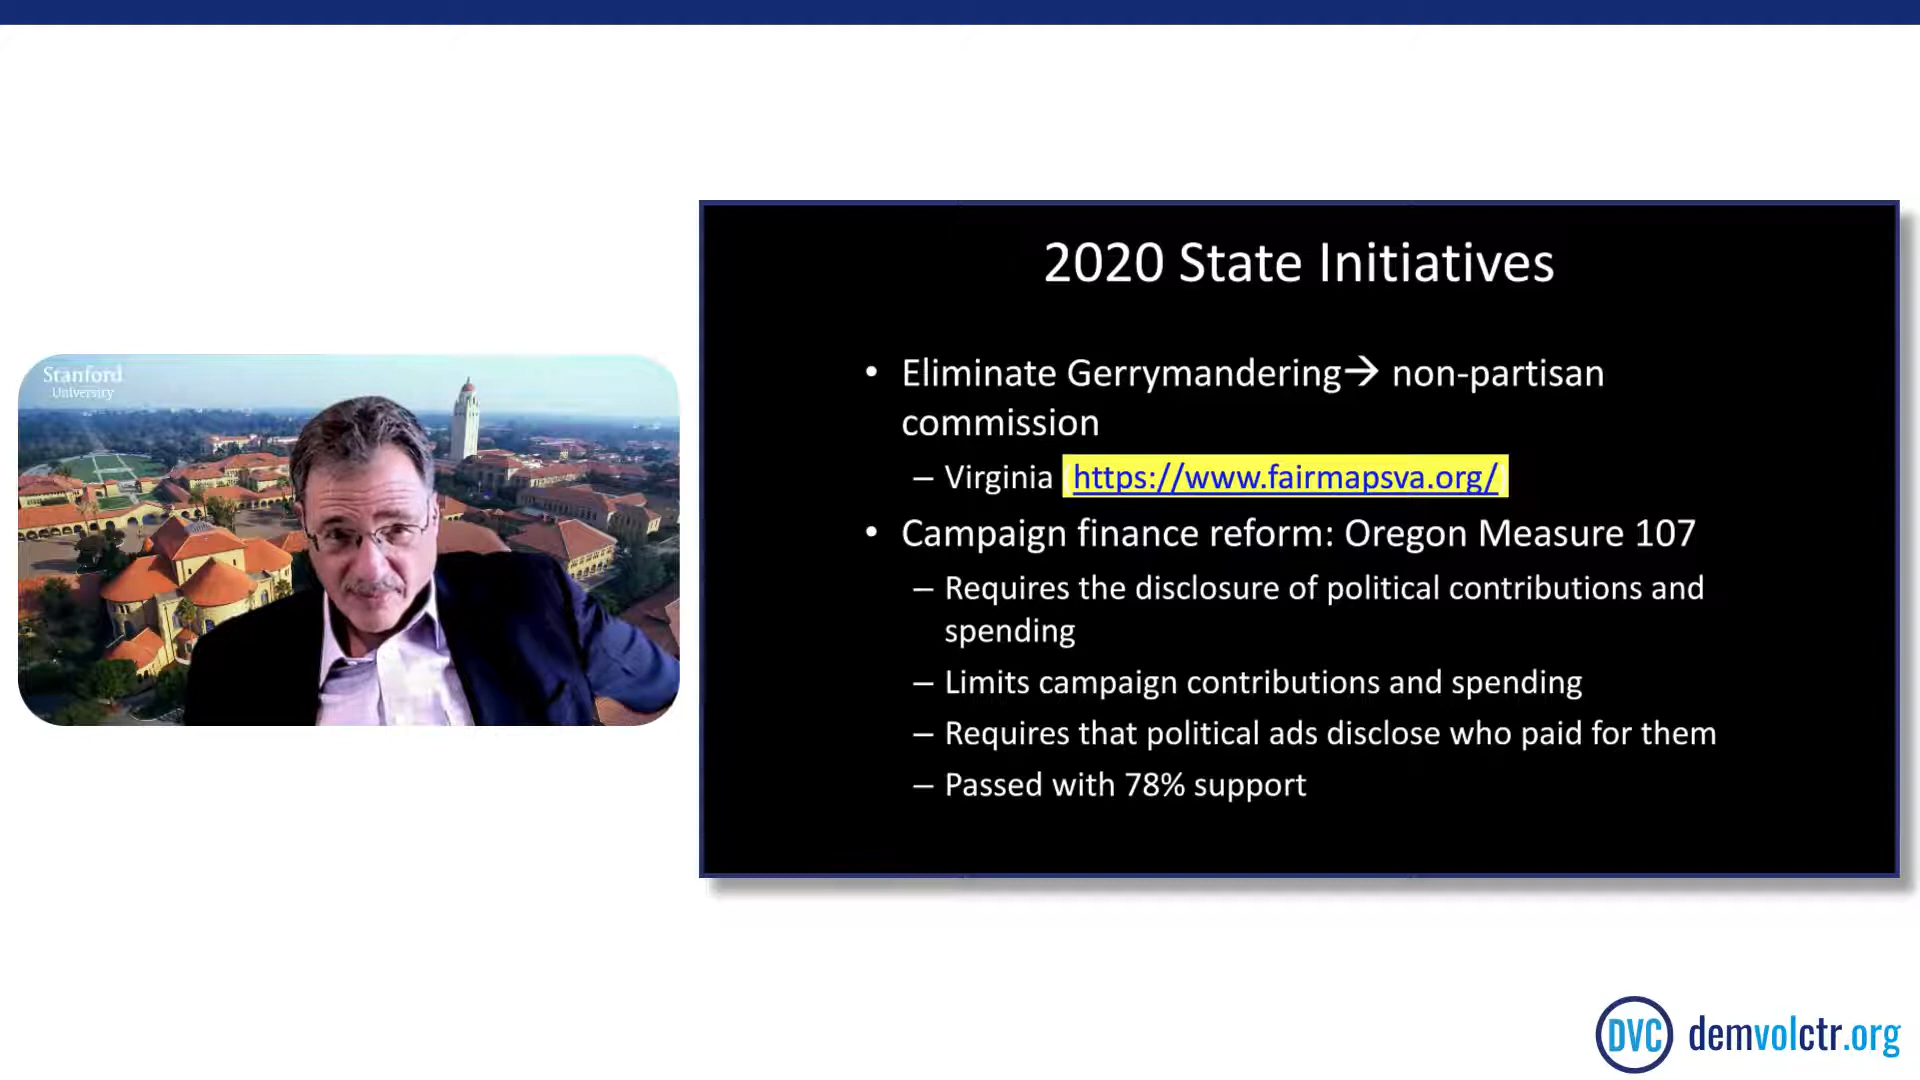 Stanford
University
2020 State Initiatives
• Eliminate Gerrymandering→ non-partisan
commission
– Virginia (https://www.fairmapsva.org/)
• Campaign finance reform: Oregon Measure 107
– Requires the disclosure of political contributions and
spending
– Limits campaign contributions and spending
– Requires that political ads disclose who paid for them
– Passed with 78% support
DVC demvolctr.org